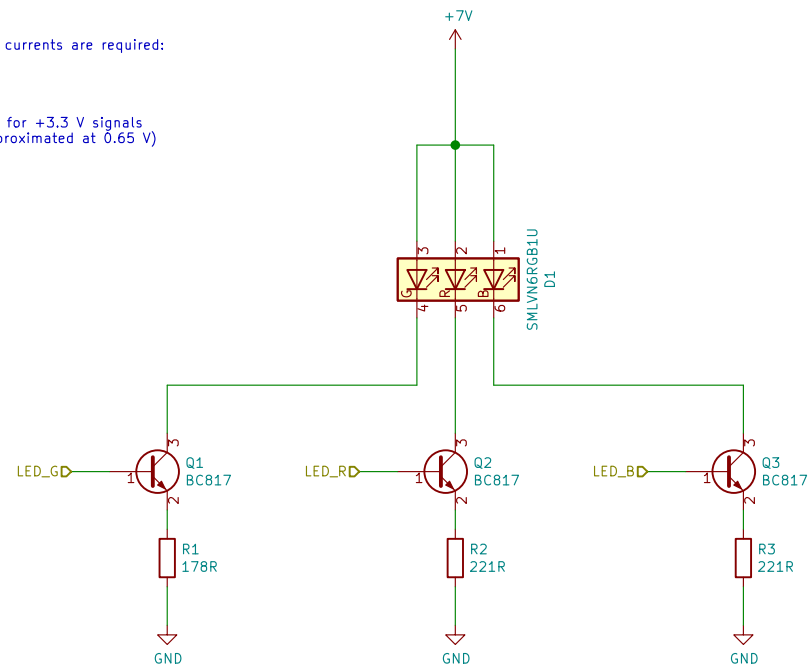 +7V
currents are required:
for +3.3 V signals
proximated at 0.65 V)
3 2 1
G R B
4 5 6
SMLVN6RGB1U
D1
3 3 3
LED_G 1 Q1 BC817
LED_R 1 Q2 BC817
LED_B 1 Q3 BC817
2 2 2
R1 R2 R3
178R 221R 221R
GND GND GND